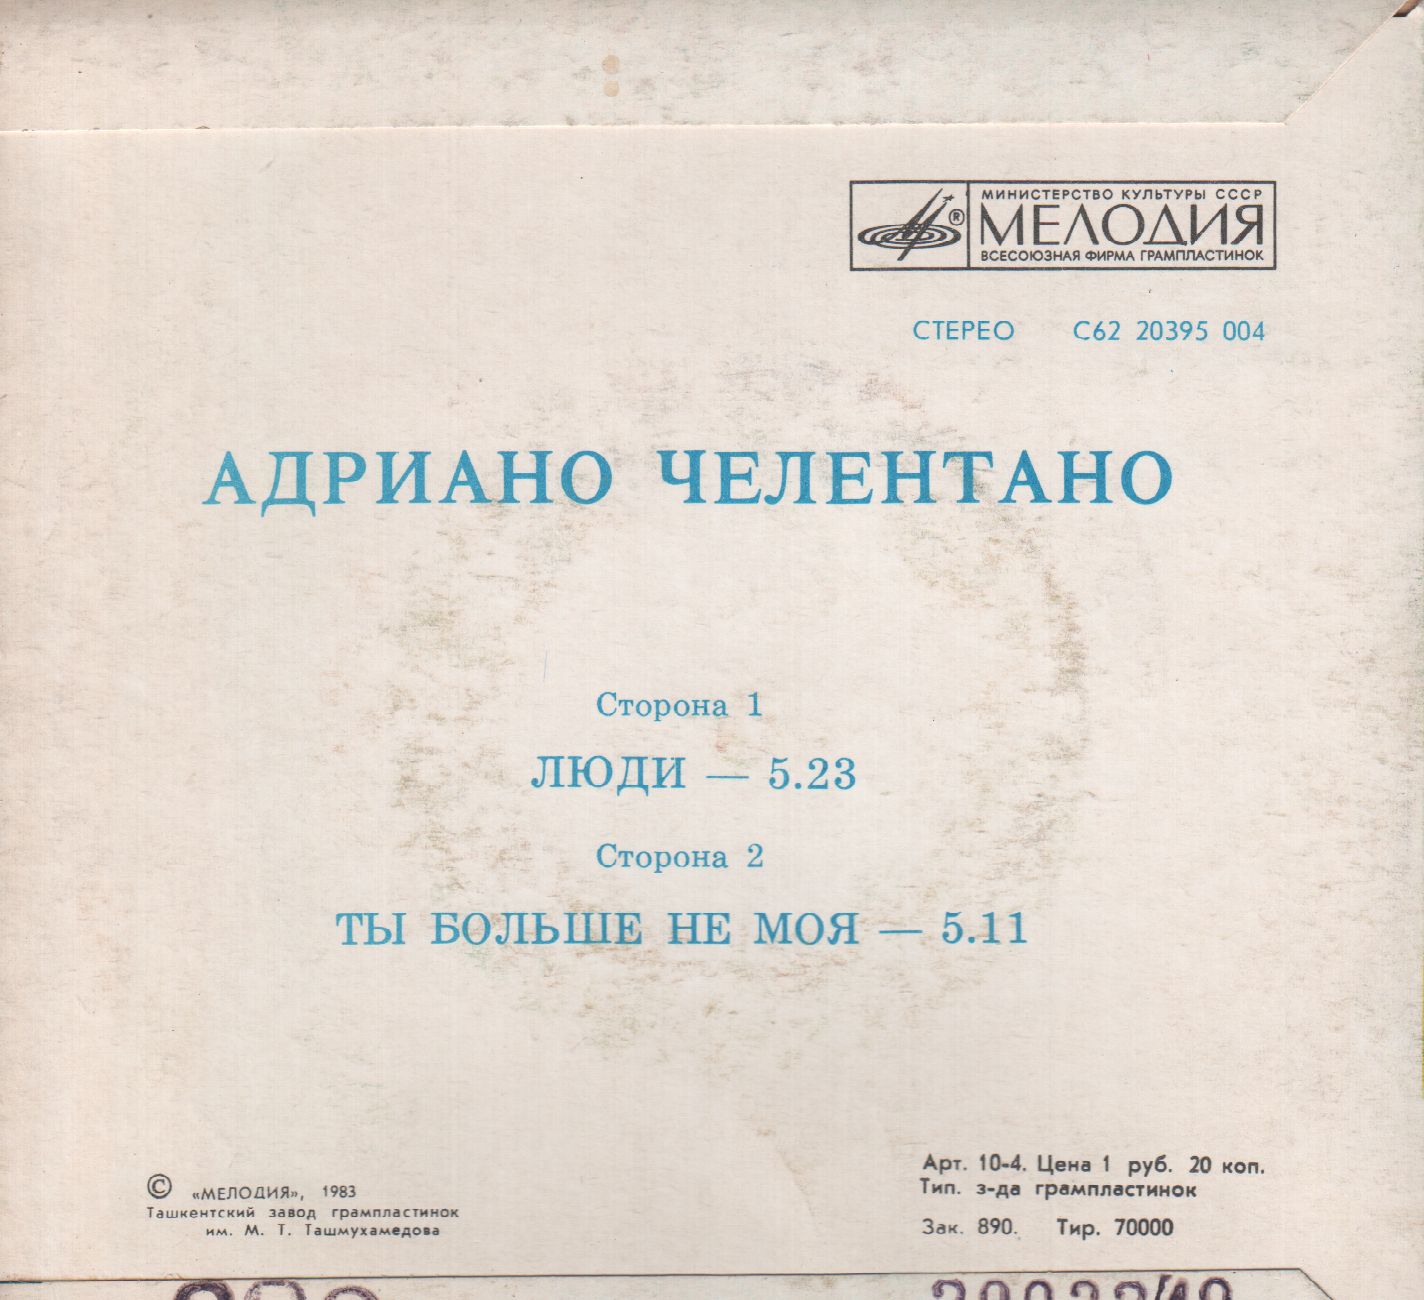 МИНИСТЕРСТВО КУЛЬТУРЫ СССР
® МЕЛОДИЯ
ВСЕСОЮЗНАЯ ФИРМА ГРАМПЛАСТИНОК
СТЕРЕО С62 20395 004
АДРИАНО ЧЕЛЕНТАНО
Сторона 1
ЛЮДИ — 5.23
Сторона 2
ТЫ БОЛЬШЕ НЕ МОЯ — 5.11
© «МЕЛОДИЯ», 1983
Ташкентский завод грампластинок
им. М. Т. Ташмухамедова
Арт. 10-4. Цена 1 руб. 20 коп.
Тип. з-да грампластинок
Зак. 890. Тир. 70000